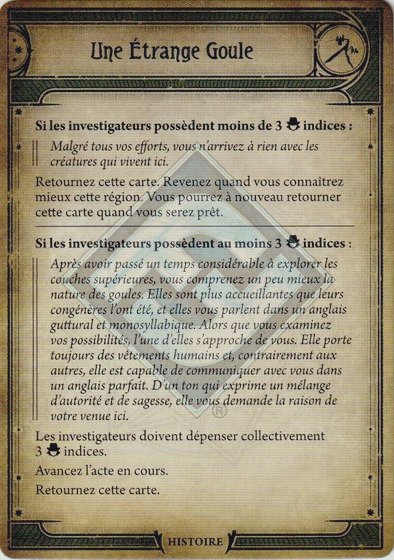 Une Étrange Goule
Si les investigateurs possèdent moins de 3 indices :
Malgré tous vos efforts, vous n'arrivez à rien avec les
créatures qui vivent ici.
Retournez cette carte. Revenez quand vous connaîtrez
mieux cette région. Vous pourrez à nouveau retourner
cette carte quand vous serez prêt.
Si les investigateurs possèdent au moins 3 indices :
Après avoir passé un temps considérable à explorer les
couches supérieures, vous comprenez un peu mieux la
nature des goules. Elles sont plus accueillantes que leurs
congénères l'ont été, et elles vous parlent dans un anglais
guttural et monosyllabique. Alors que vous examinez
vos possibilités, l'une d'elles s'approche de vous. Elle porte
toujours des vêtements humains et, contrairement aux
autres, elle est capable de communiquer avec vous dans
un anglais parfait. D'un ton qui exprime un mélange
d'autorité et de sagesse, elle vous demande la raison de
votre venue ici.
Les investigateurs doivent dépenser collectivement
3 indices.
Avancez l'acte en cours.
Retournez cette carte.
®
HISTOIRE